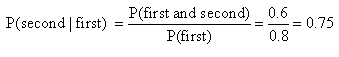 P(second | first) = P(first and second) / P(first) = 0.6 / 0.8 = 0.75